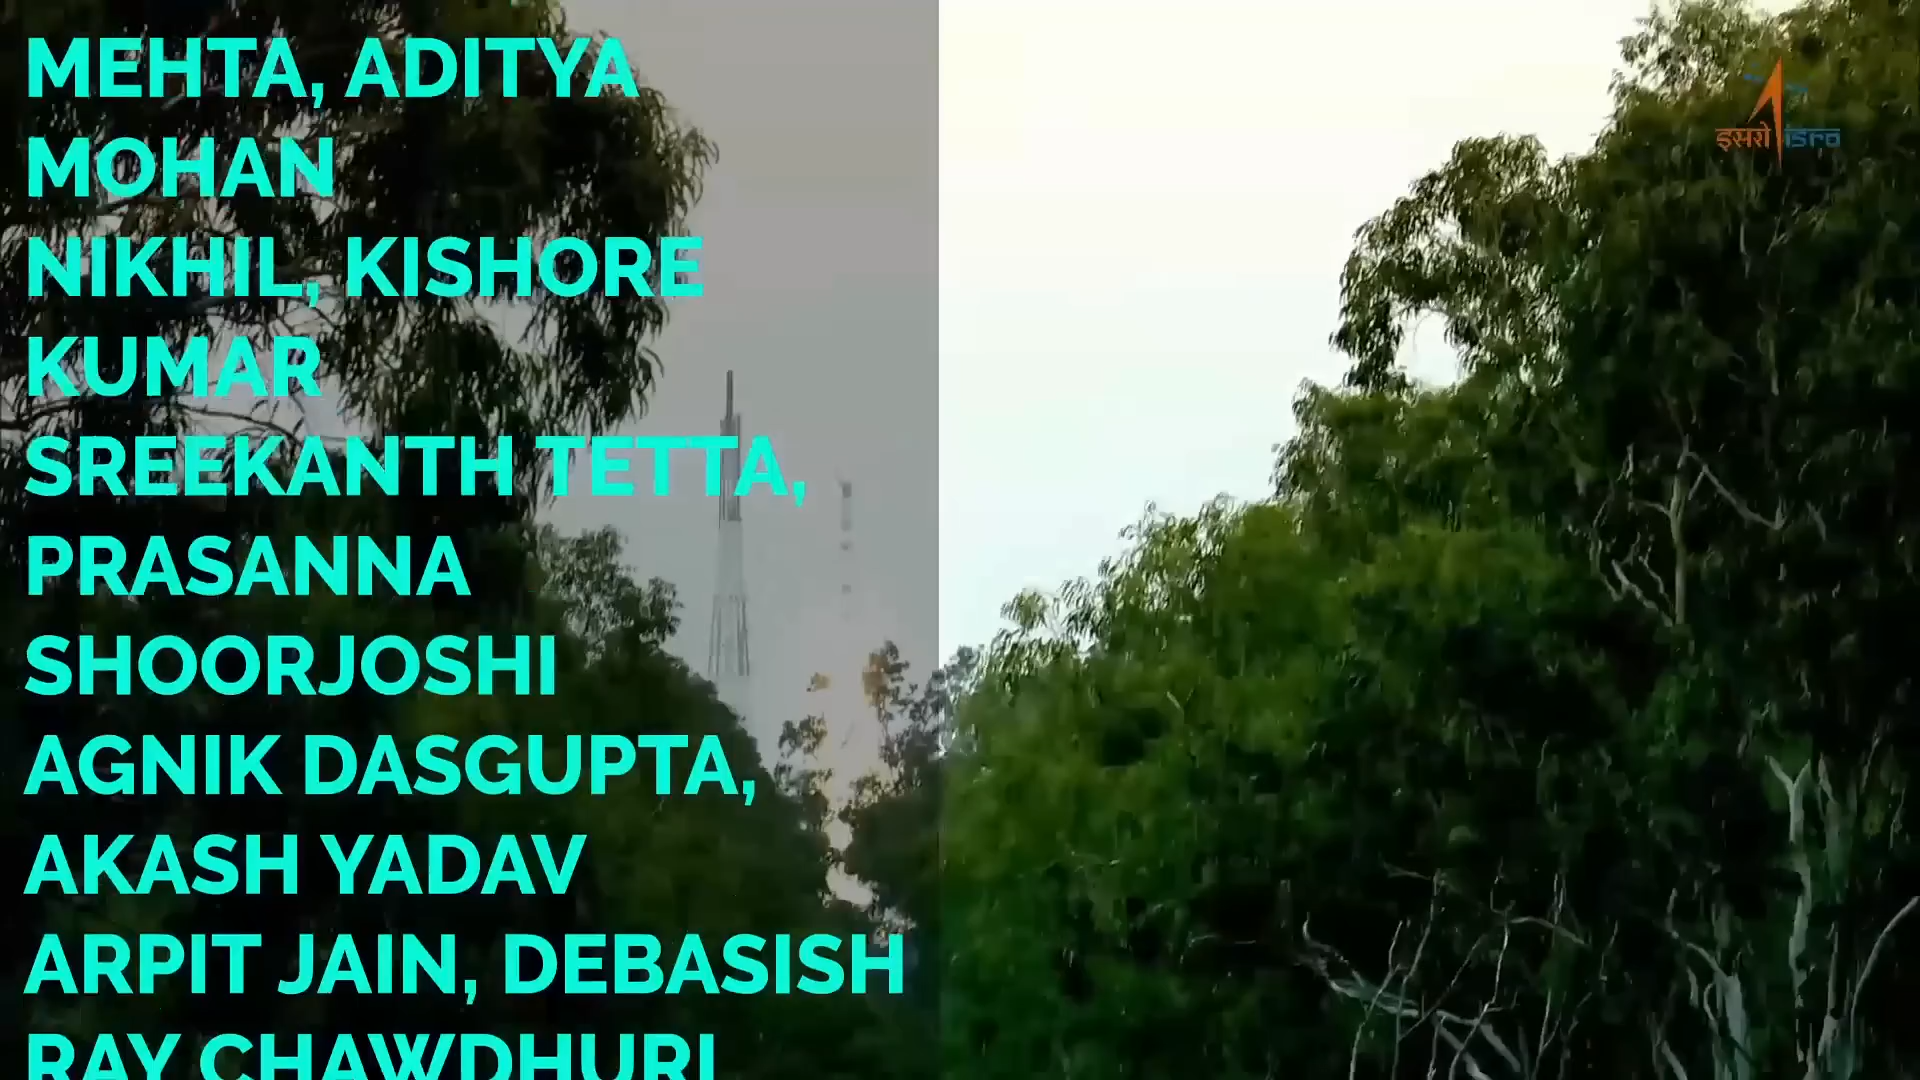 MEHTA, ADITYA
MOHAN
NIKHIL, KISHORE
KUMAR
SREEKANTH TETTA,
PRASANNA
SHOORJOSHI
AGNIK DASGUPTA,
AKASH YADAV
ARPIT JAIN, DEBASISH
RAY CHAWDHURI
इसरो isro